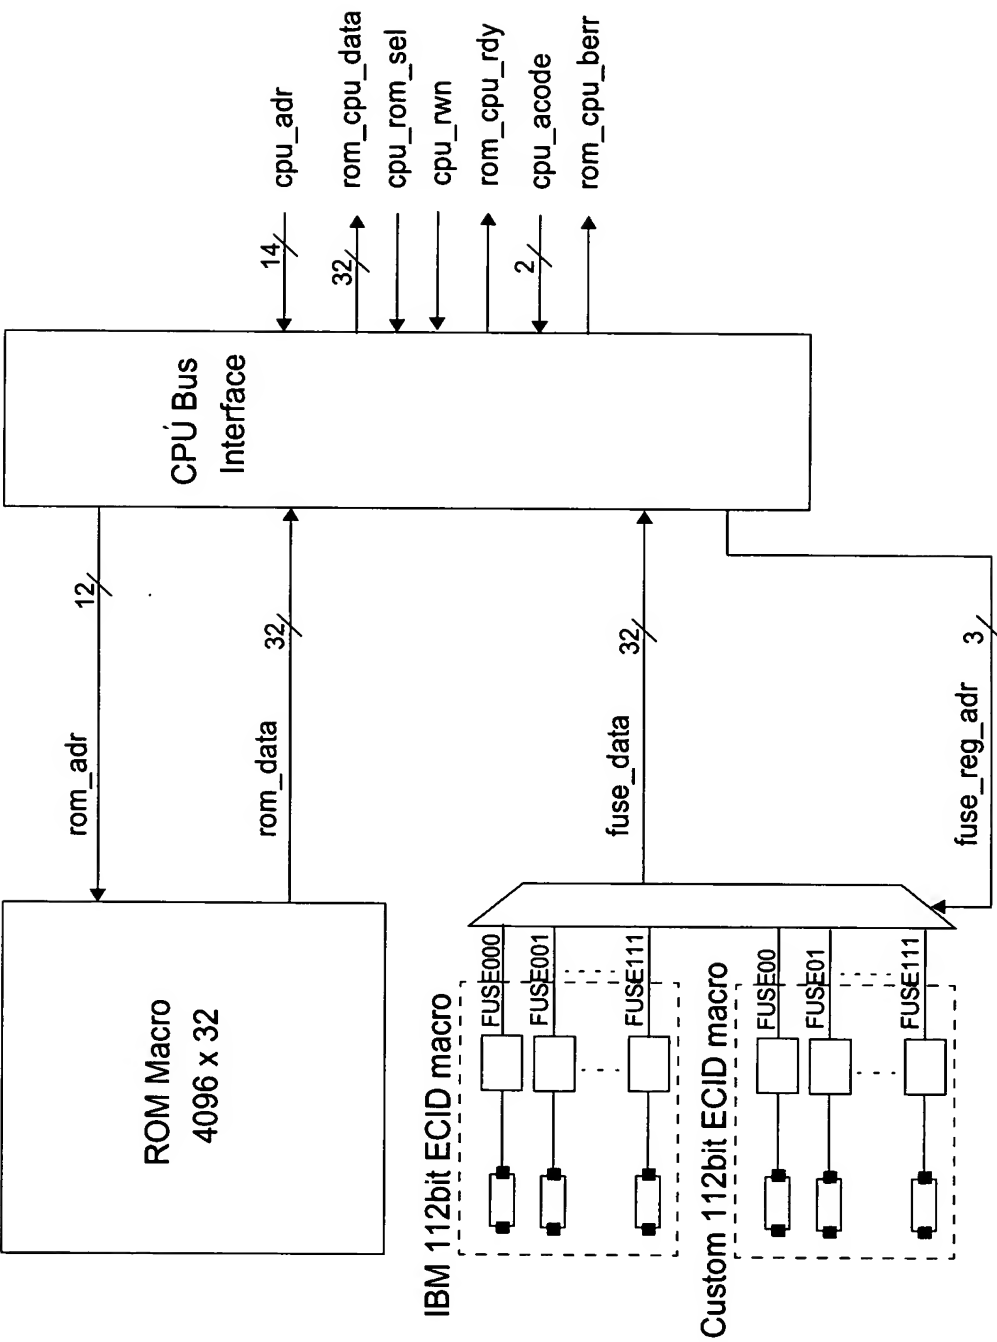 ROM Macro
4096 x 32
rom_adr
12
rom_data
32
CPÚ Bus
Interface
14
cpu_adr
32
rom_cpu_data
cpu_rom_sel
cpu_rwn
rom_cpu_rdy
2
cpu_acode
rom_cpu_berr
IBM 112bit ECID macro
FUSE000
FUSE001
FUSE111
fuse_data
32
Custom 112bit ECID macro
FUSE00
FUSE01
FUSE111
fuse_reg_adr
3